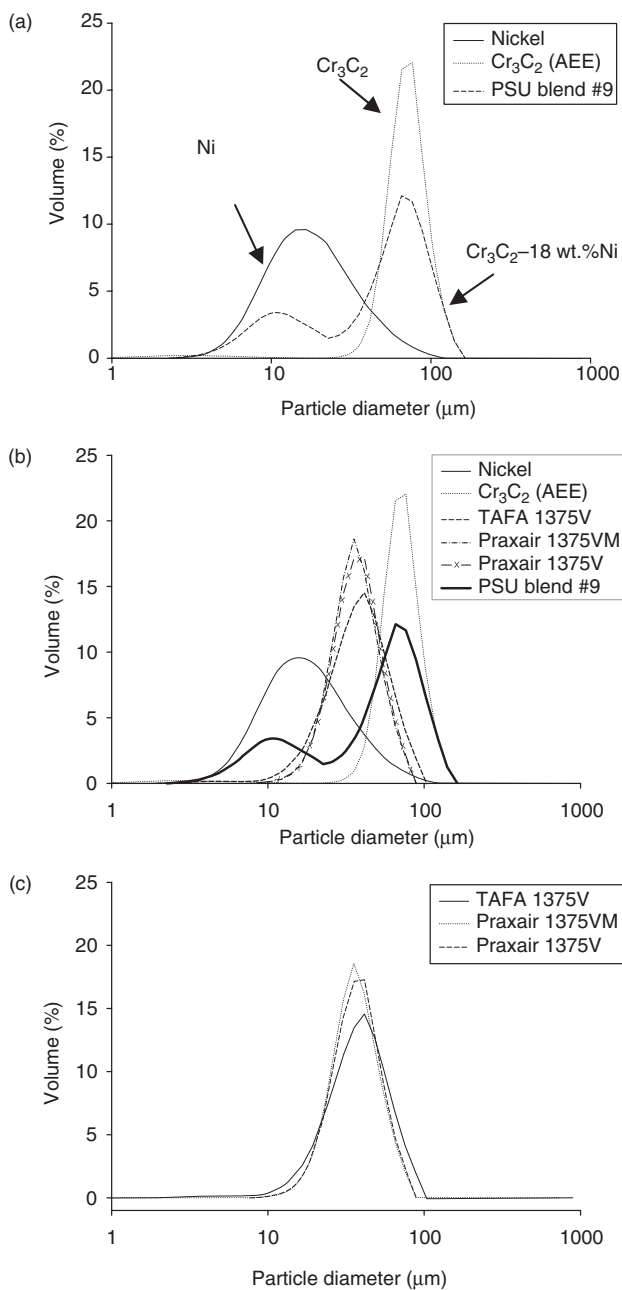 (a)
25
20
15
10
5
0
Volume (%)
Ni
Cr₃C₂
Cr₃C₂–18 wt.%Ni
Nickel
Cr₃C₂ (AEE)
PSU blend #9
1
10
100
1000
Particle diameter (μm)
(b)
25
20
15
10
5
0
Volume (%)
Nickel
Cr₃C₂ (AEE)
TAFA 1375V
Praxair 1375VM
Praxair 1375V
PSU blend #9
1
10
100
1000
Particle diameter (μm)
(c)
25
20
15
10
5
0
Volume (%)
TAFA 1375V
Praxair 1375VM
Praxair 1375V
1
10
100
1000
Particle diameter (μm)